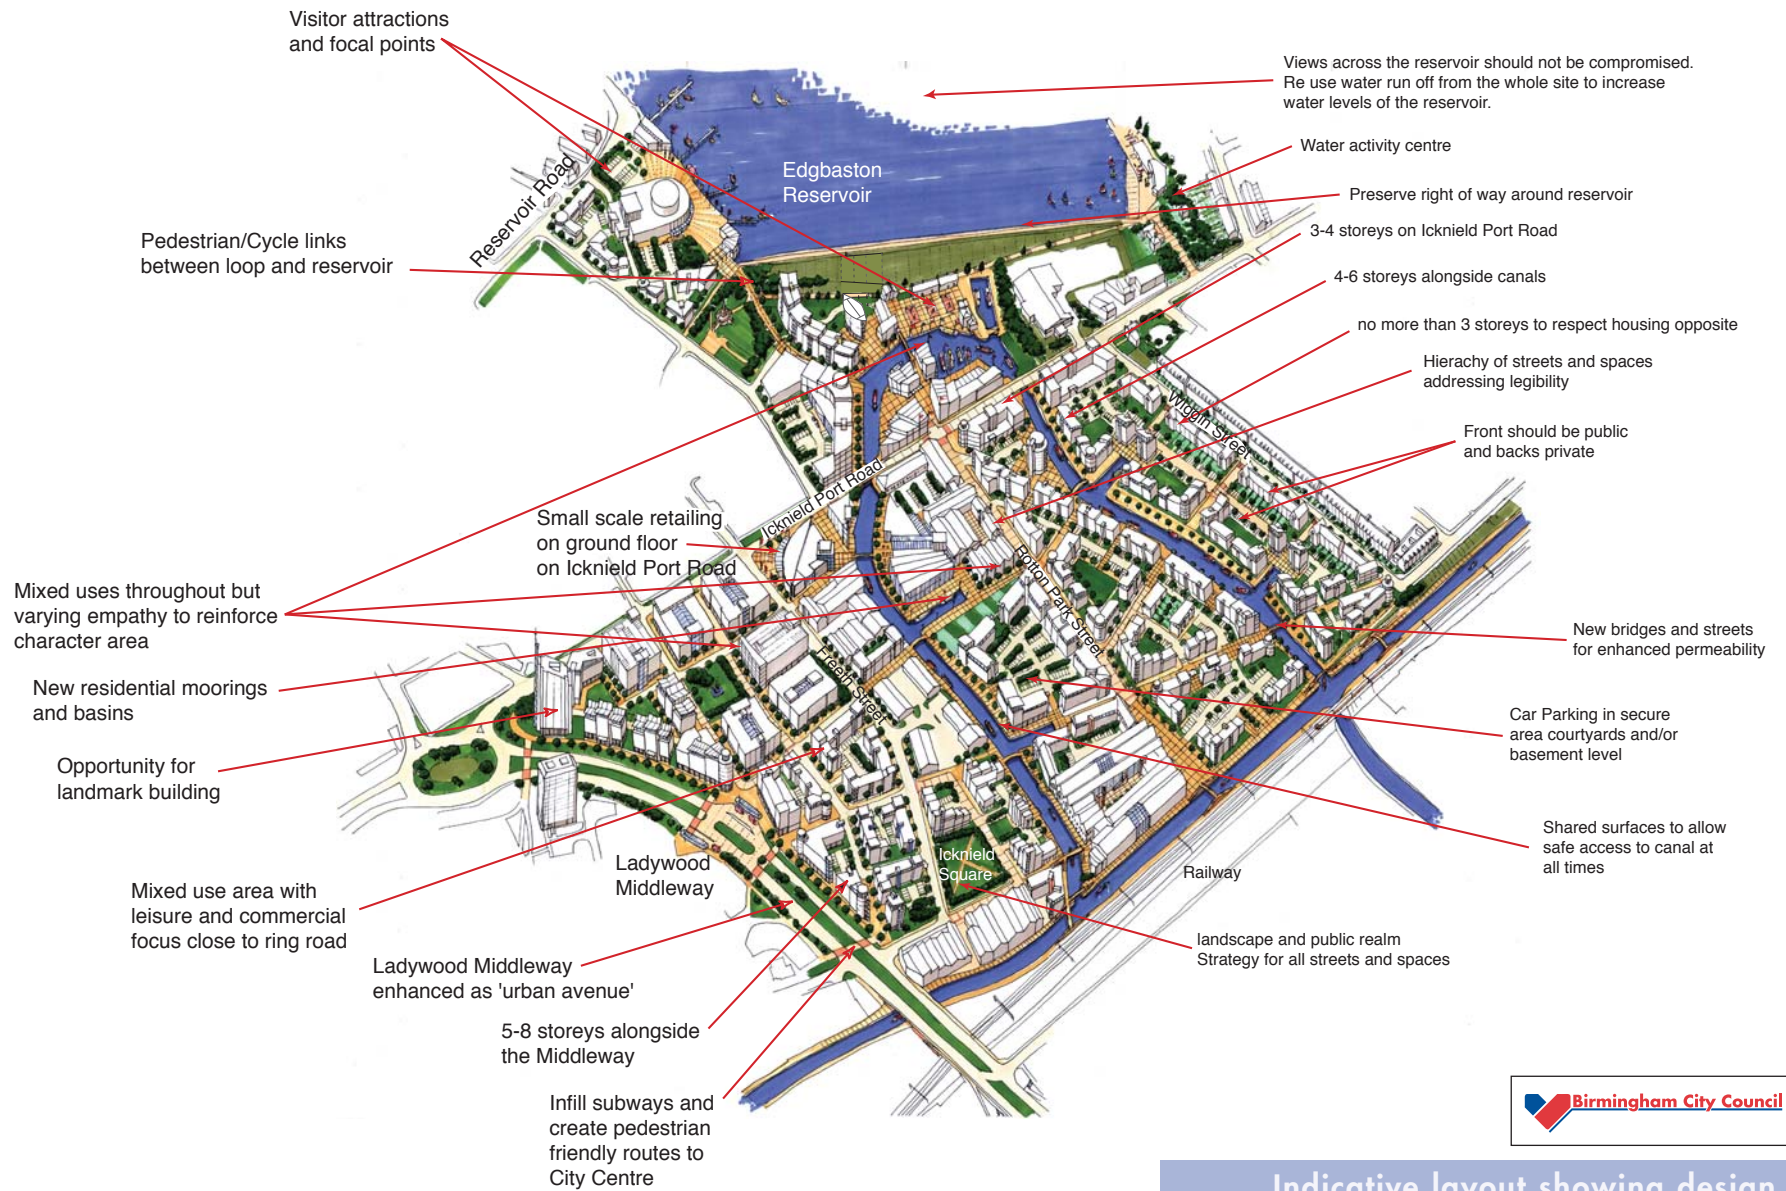 Visitor attractions
and focal points
Views across the reservoir should not be compromised.
Re use water run off from the whole site to increase
water levels of the reservoir.
Water activity centre
Edgbaston
Reservoir
Reservoir Road
Preserve right of way around reservoir
3-4 storeys on Icknield Port Road
Pedestrian/Cycle links
between loop and reservoir
4-6 storeys alongside canals
no more than 3 storeys to respect housing opposite
Hierachy of streets and spaces
addressing legibility
Wiggin Street
Front should be public
and backs private
Icknield Port Road
Small scale retailing
on ground floor
on Icknield Port Road
Rotton Park Street
Mixed uses throughout but
varying empathy to reinforce
character area
New bridges and streets
for enhanced permeability
Freeth Street
New residential moorings
and basins
Car Parking in secure
area courtyards and/or
basement level
Opportunity for
landmark building
Shared surfaces to allow
safe access to canal at
all times
Ladywood
Middleway
Icknield
Square
Railway
Mixed use area with
leisure and commercial
focus close to ring road
landscape and public realm
Strategy for all streets and spaces
Ladywood Middleway
enhanced as 'urban avenue'
5-8 storeys alongside
the Middleway
Infill subways and
create pedestrian
friendly routes to
City Centre
Birmingham City Council
Indicative layout showing design